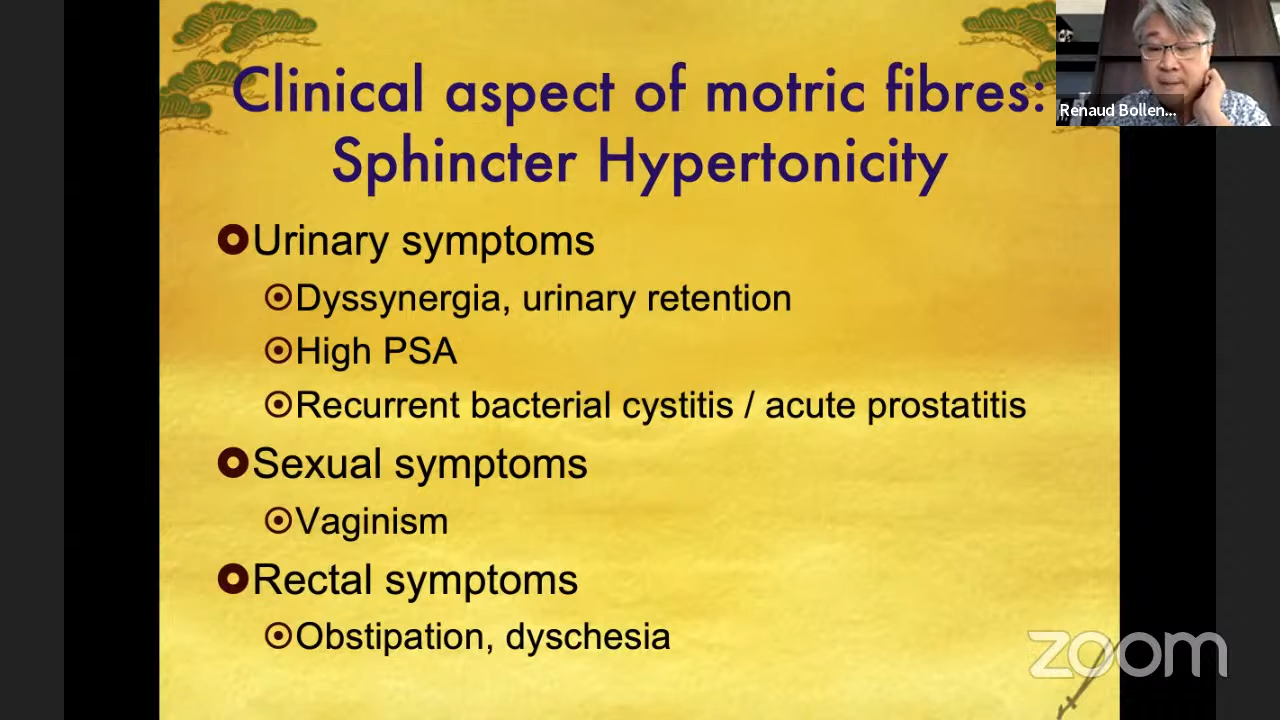 Clinical aspect of motric fibres:
Sphincter Hypertonicity
Renaud Bollen...
Urinary symptoms
Dyssynergia, urinary retention
High PSA
Recurrent bacterial cystitis / acute prostatitis
Sexual symptoms
Vaginism
Rectal symptoms
Obstipation, dyschesia
zoom